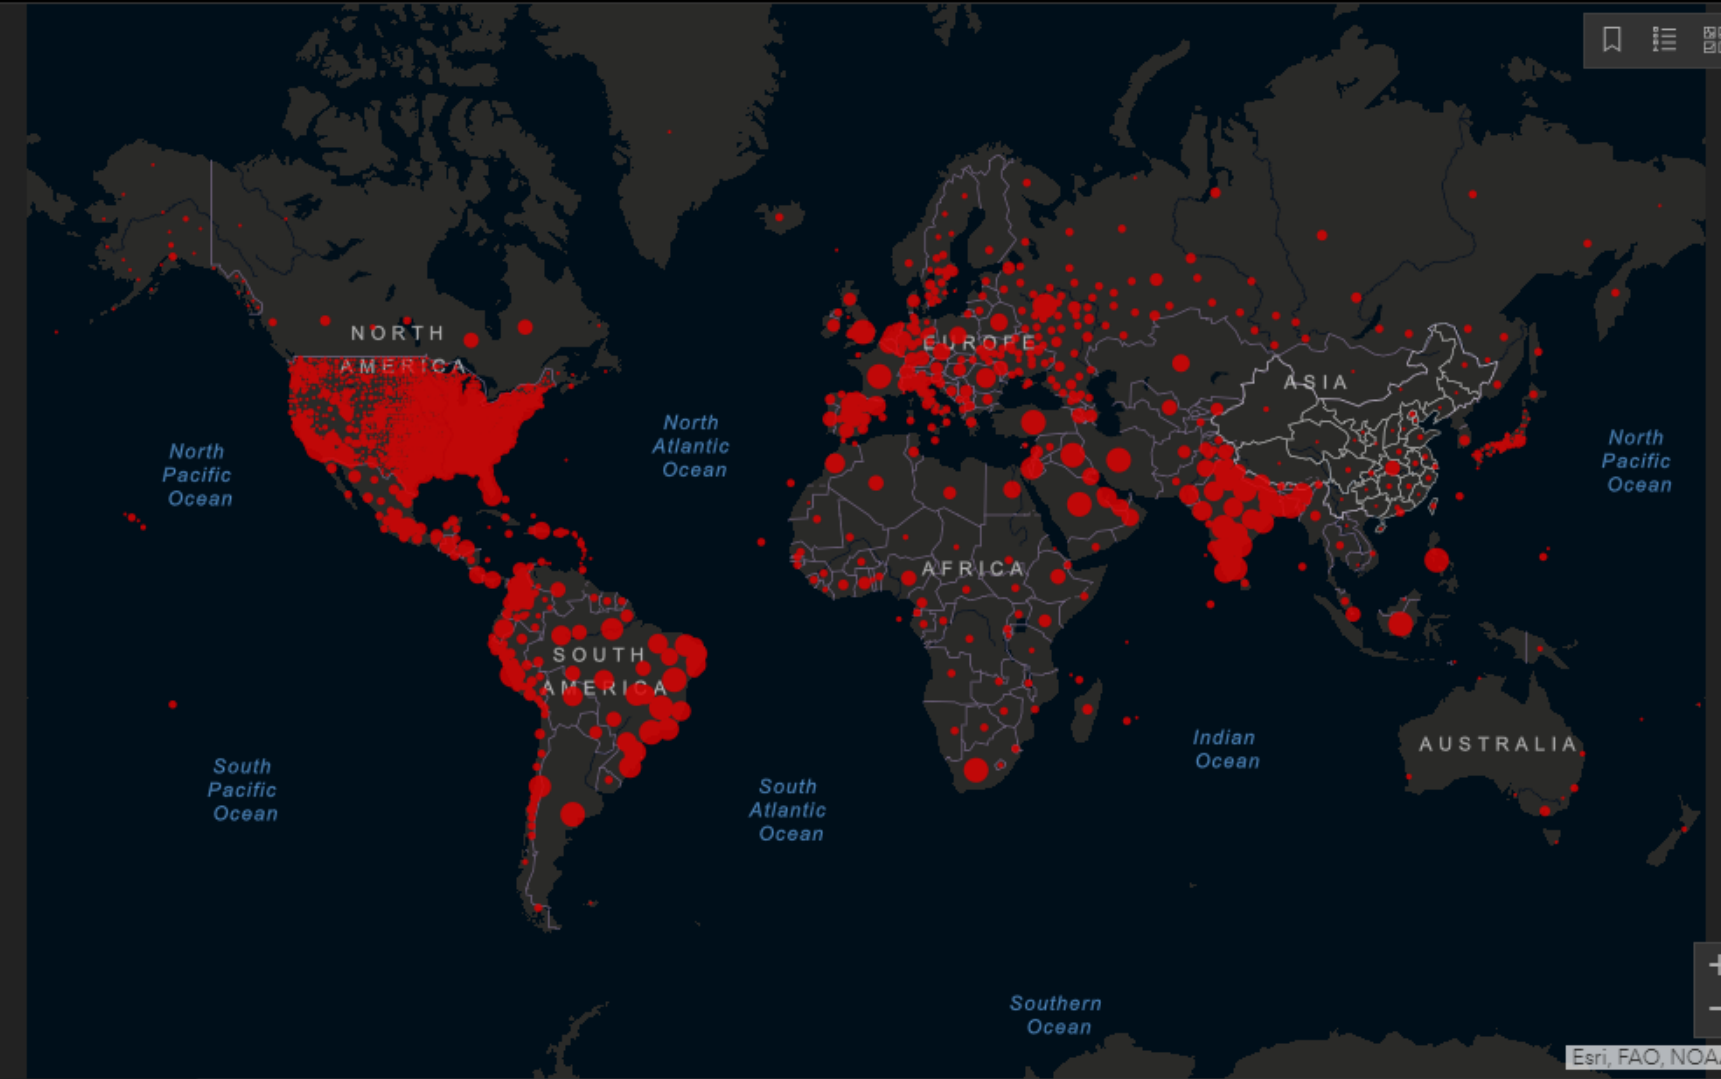 NORTH
AMERICA
EUROPE
ASIA
North
Atlantic
Ocean
North
Pacific
Ocean
North
Pacific
Ocean
AFRICA
SOUTH
AMERICA
Indian
Ocean
AUSTRALIA
South
Pacific
Ocean
South
Atlantic
Ocean
Southern
Ocean
Esri, FAO, NOA